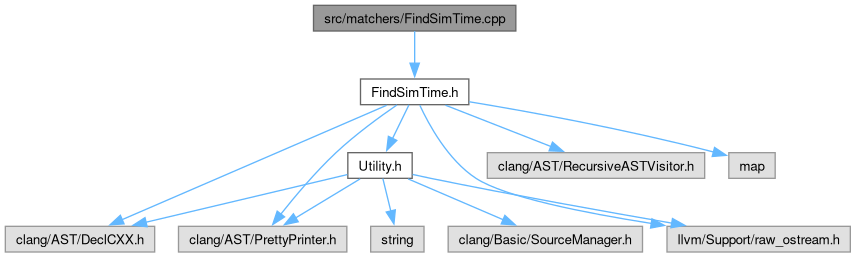 src/matchers/FindSimTime.cpp
FindSimTime.h
Utility.h
clang/AST/RecursiveASTVisitor.h
map
clang/AST/DeclCXX.h
clang/AST/PrettyPrinter.h
string
clang/Basic/SourceManager.h
llvm/Support/raw_ostream.h